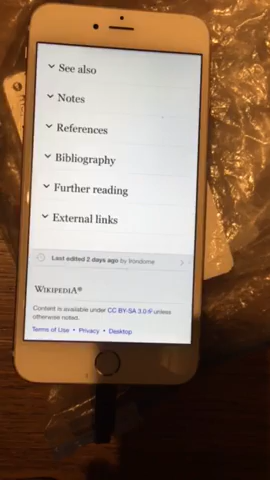 See also
Notes
References
Bibliography
Further reading
External links
Last edited 2 days ago by
WIKIPEDIA®
Content is available under CC BY-SA 3.0 unless
otherwise noted.
Terms of Use • Privacy • Desktop